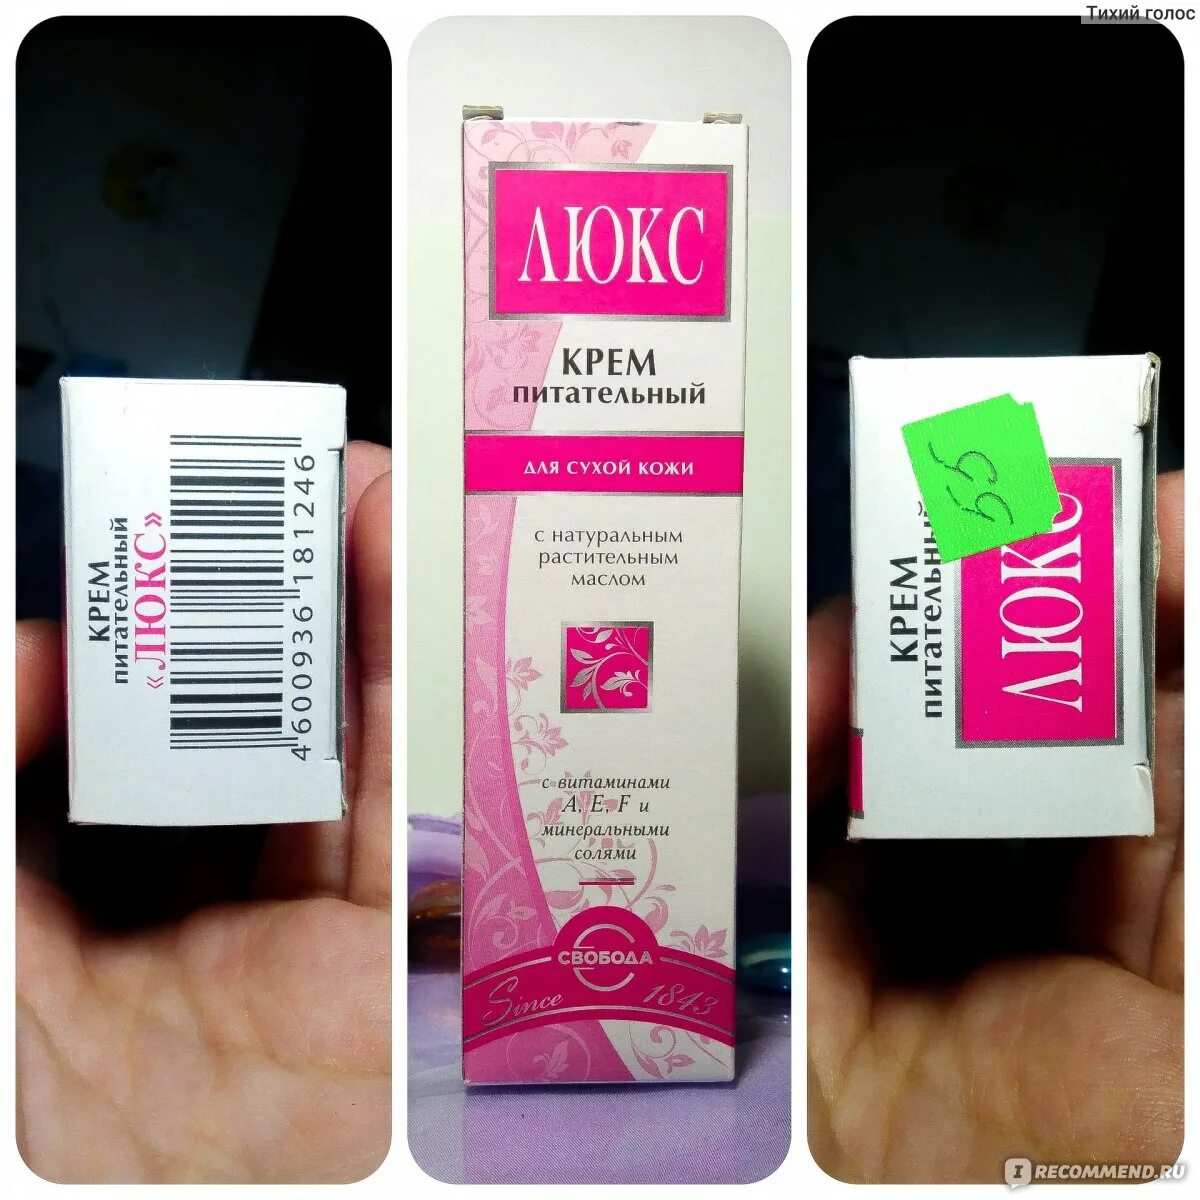 Тихий голос
КРЕМ
питательный
«ЛЮКС»
4 600936 181246
ЛЮКС
КРЕМ
питательный
ДЛЯ СУХОЙ КОЖИ
с натуральным
растительным
маслом
с витаминами
A, E, F и
минеральными
солями
СВОБОДА
Since 1843
55
КРЕМ
питательный
ЛЮКС
I RECOMMEND.RU